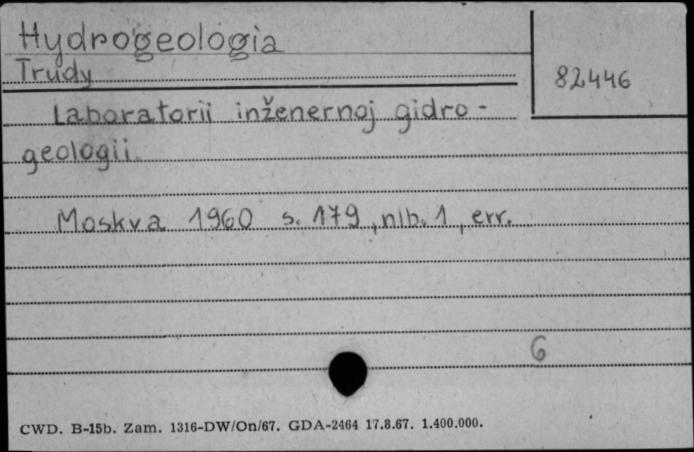 Hydrogeologia
Trudy
82446
Laboratorii inženernoj gidro-
geologii.
Moskva 1960 s. 179, nlb. 1, err.
6
CWD. B-15b. Zam. 1316-DW/On/67. GDA-2464 17.8.67. 1.400.000.